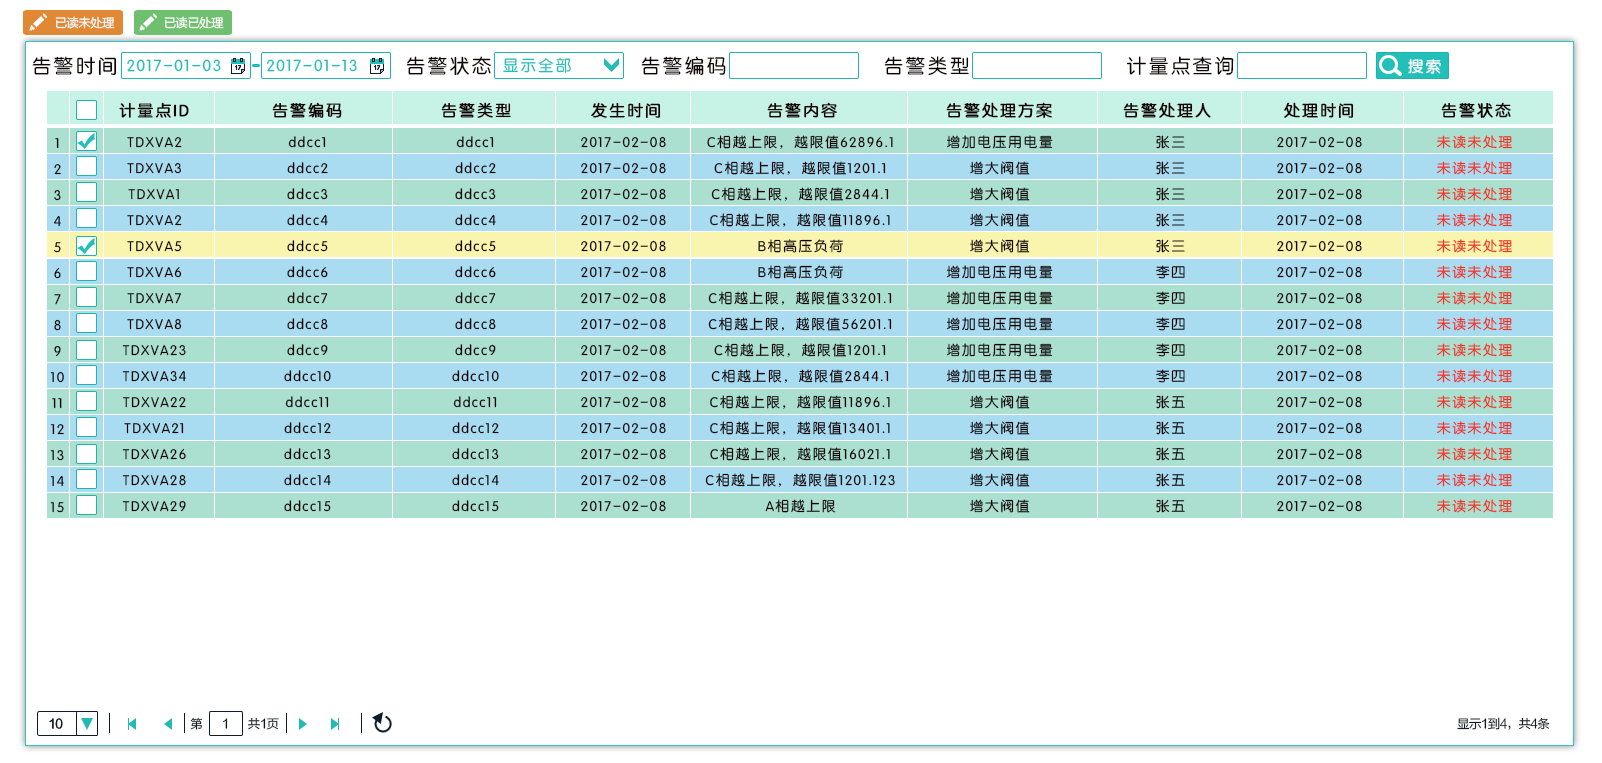 已读未处理 已读已处理
告警时间 2017-01-03 - 2017-01-13 告警状态 显示全部 告警编码 告警类型 计量点查询 搜索
计量点ID 告警编码 告警类型 发生时间 告警内容 告警处理方案 告警处理人 处理时间 告警状态
1 TDXVA2 ddcc1 ddcc1 2017-02-08 C相越上限，越限值62896.1 增加电压用电量 张三 2017-02-08 未读未处理
2 TDXVA3 ddcc2 ddcc2 2017-02-08 C相越上限，越限值1201.1 增大阀值 张三 2017-02-08 未读未处理
3 TDXVA1 ddcc3 ddcc3 2017-02-08 C相越上限，越限值2844.1 增大阀值 张三 2017-02-08 未读未处理
4 TDXVA2 ddcc4 ddcc4 2017-02-08 C相越上限，越限值11896.1 增大阀值 张三 2017-02-08 未读未处理
5 TDXVA5 ddcc5 ddcc5 2017-02-08 B相高压负荷 增大阀值 张三 2017-02-08 未读未处理
6 TDXVA6 ddcc6 ddcc6 2017-02-08 B相高压负荷 增加电压用电量 李四 2017-02-08 未读未处理
7 TDXVA7 ddcc7 ddcc7 2017-02-08 C相越上限，越限值33201.1 增加电压用电量 李四 2017-02-08 未读未处理
8 TDXVA8 ddcc8 ddcc8 2017-02-08 C相越上限，越限值56201.1 增加电压用电量 李四 2017-02-08 未读未处理
9 TDXVA23 ddcc9 ddcc9 2017-02-08 C相越上限，越限值1201.1 增加电压用电量 李四 2017-02-08 未读未处理
10 TDXVA34 ddcc10 ddcc10 2017-02-08 C相越上限，越限值2844.1 增加电压用电量 李四 2017-02-08 未读未处理
11 TDXVA22 ddcc11 ddcc11 2017-02-08 C相越上限，越限值11896.1 增大阀值 张五 2017-02-08 未读未处理
12 TDXVA21 ddcc12 ddcc12 2017-02-08 C相越上限，越限值13401.1 增大阀值 张五 2017-02-08 未读未处理
13 TDXVA26 ddcc13 ddcc13 2017-02-08 C相越上限，越限值16021.1 增大阀值 张五 2017-02-08 未读未处理
14 TDXVA28 ddcc14 ddcc14 2017-02-08 C相越上限，越限值1201.123 增大阀值 张五 2017-02-08 未读未处理
15 TDXVA29 ddcc15 ddcc15 2017-02-08 A相越上限 增大阀值 张五 2017-02-08 未读未处理
10 第 1 共1页 显示1到4，共4条